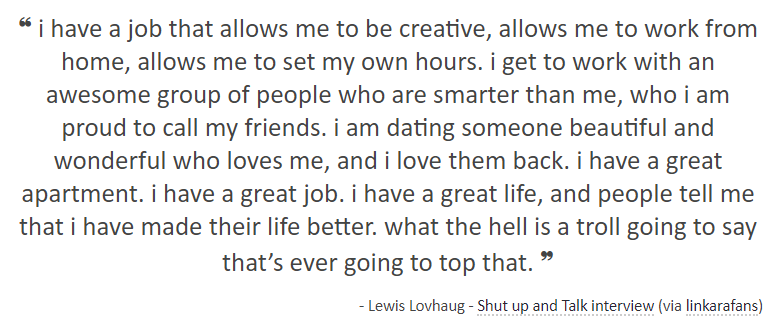 ❝ i have a job that allows me to be creative, allows me to work from
home, allows me to set my own hours. i get to work with an
awesome group of people who are smarter than me, who i am
proud to call my friends. i am dating someone beautiful and
wonderful who loves me, and i love them back. i have a great
apartment. i have a great job. i have a great life, and people tell me
that i have made their life better. what the hell is a troll going to say
that’s ever going to top that. ❞
- Lewis Lovhaug - Shut up and Talk interview (via linkarafans)